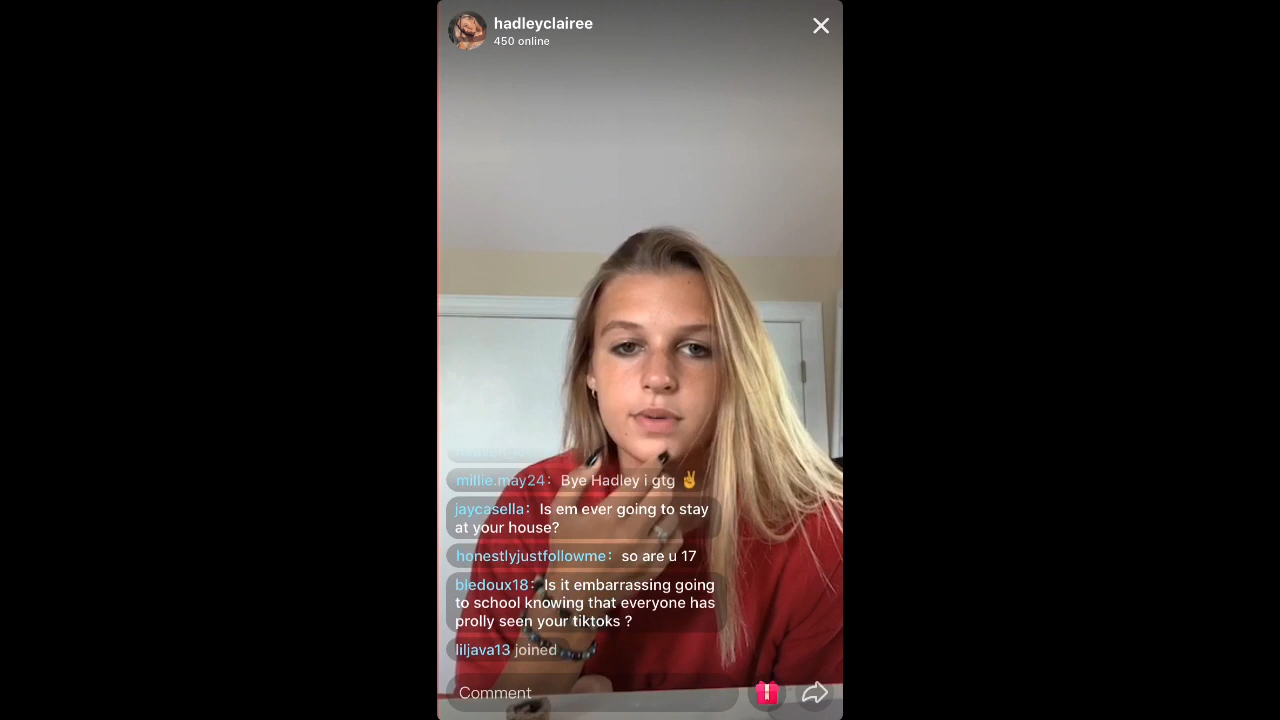 hadleyclairee
450 online
millie.may24: Bye Hadley i gtg ✌️
jaycasella: Is em ever going to stay
at your house?
honestlyjustfollowme: so are u 17
bledoux18: Is it embarrassing going
to school knowing that everyone has
prolly seen your tiktoks ?
liljava13 joined
Comment